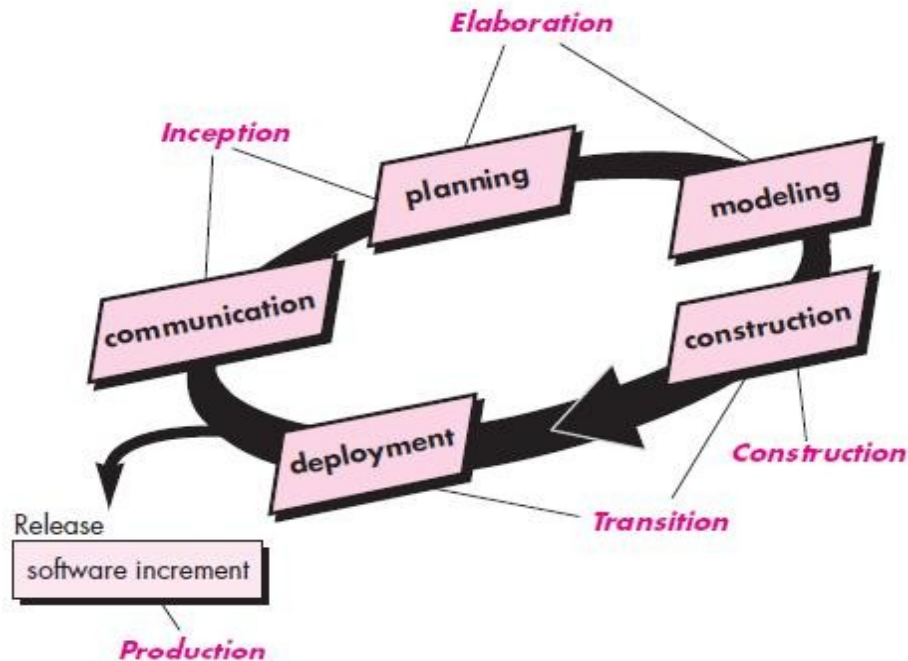 Elaboration
Inception
planning
modeling
communication
construction
deployment
Construction
Release
Transition
software increment
Production